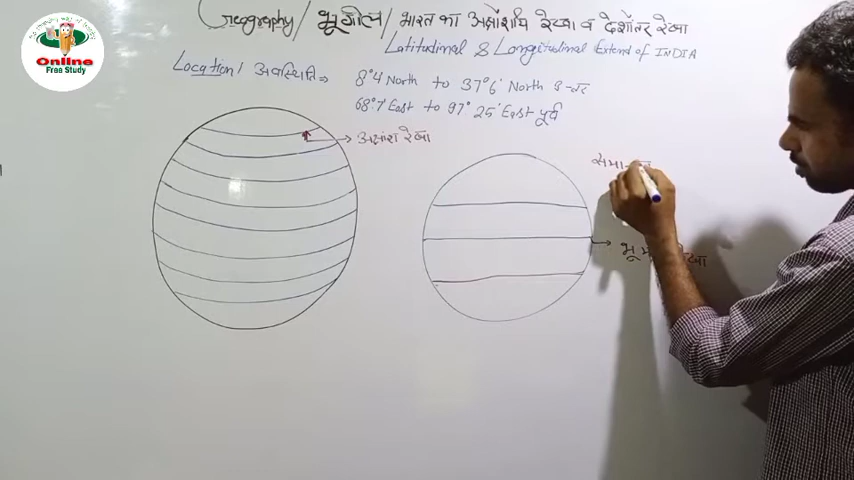 Geography/ भूगोल/ भारत का अक्षांशीय रेखा व देशांतर रेखा
Latitudinal & Longitudinal Extend of INDIA
Location/ अवस्थिति ⇒ 8°4 North to 37°6' North उत्तर
68°7' East to 97° 25' East पूर्व
अक्षांश रेखा
समा
भू
Online
Free Study